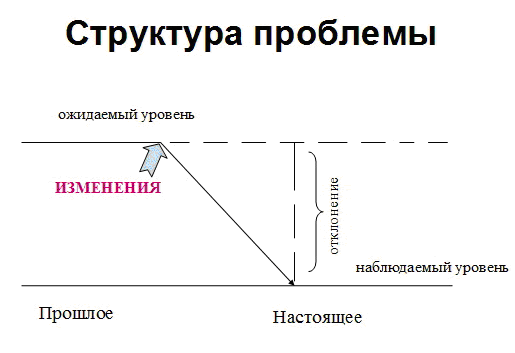 Структура проблемы
ожидаемый уровень
ИЗМЕНЕНИЯ
отклонение
наблюдаемый уровень
Прошлое
Настоящее